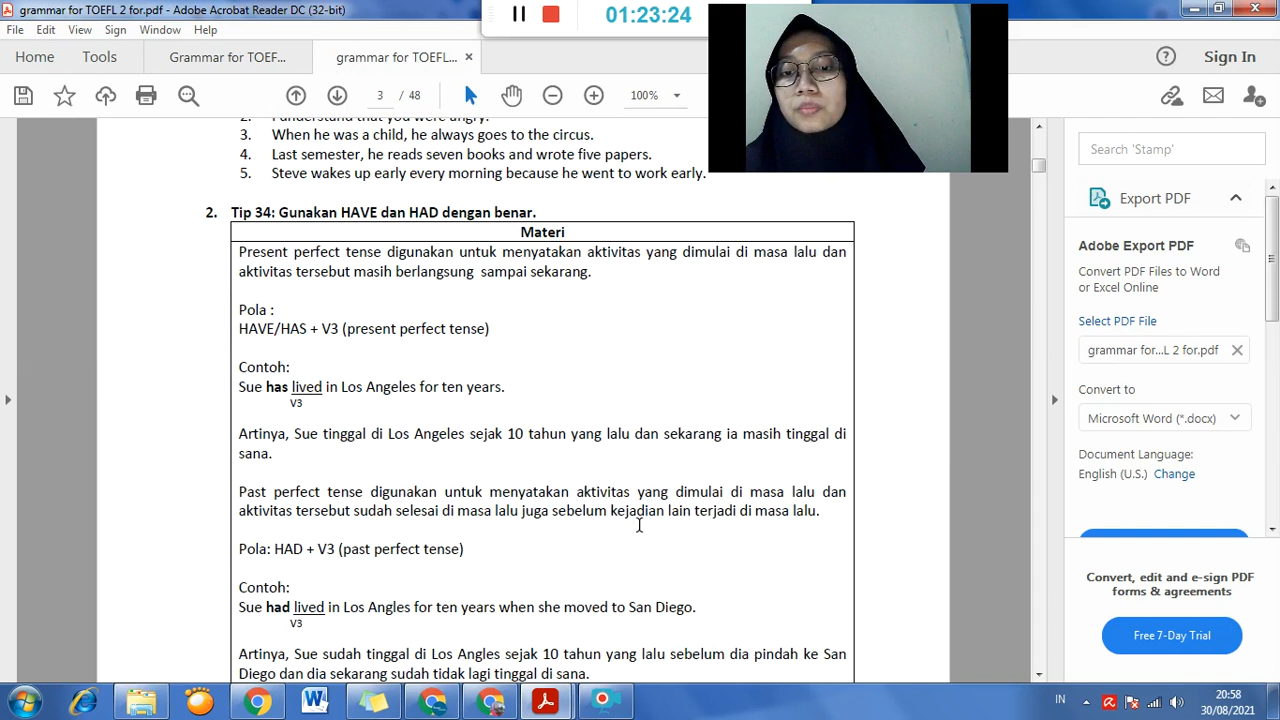 grammar for TOEFL 2 for.pdf - Adobe Acrobat Reader DC (32-bit)
01:23:24
File Edit View Sign Window Help
Home Tools Grammar for TOEF... grammar for TOEFL... Sign In
3 / 48 100%
2. I understand that you were angry.
3. When he was a child, he always goes to the circus.
4. Last semester, he reads seven books and wrote five papers.
5. Steve wakes up early every morning because he went to work early.
2. Tip 34: Gunakan HAVE dan HAD dengan benar.
Materi
Present perfect tense digunakan untuk menyatakan aktivitas yang dimulai di masa lalu dan
aktivitas tersebut masih berlangsung sampai sekarang.
Pola :
HAVE/HAS + V3 (present perfect tense)
Contoh:
Sue has lived in Los Angeles for ten years.
V3
Artinya, Sue tinggal di Los Angeles sejak 10 tahun yang lalu dan sekarang ia masih tinggal di
sana.
Past perfect tense digunakan untuk menyatakan aktivitas yang dimulai di masa lalu dan
aktivitas tersebut sudah selesai di masa lalu juga sebelum kejadian lain terjadi di masa lalu.
Pola: HAD + V3 (past perfect tense)
Contoh:
Sue had lived in Los Angles for ten years when she moved to San Diego.
V3
Artinya, Sue sudah tinggal di Los Angles sejak 10 tahun yang lalu sebelum dia pindah ke San
Diego dan dia sekarang sudah tidak lagi tinggal di sana.
Search 'Stamp'
Export PDF
Adobe Export PDF
Convert PDF Files to Word
or Excel Online
Select PDF File
grammar for...L 2 for.pdf
Convert to
Microsoft Word (*.docx)
Document Language:
English (U.S.) Change
Convert, edit and e-sign PDF
forms & agreements
Free 7-Day Trial
IN
20:58
30/08/2021